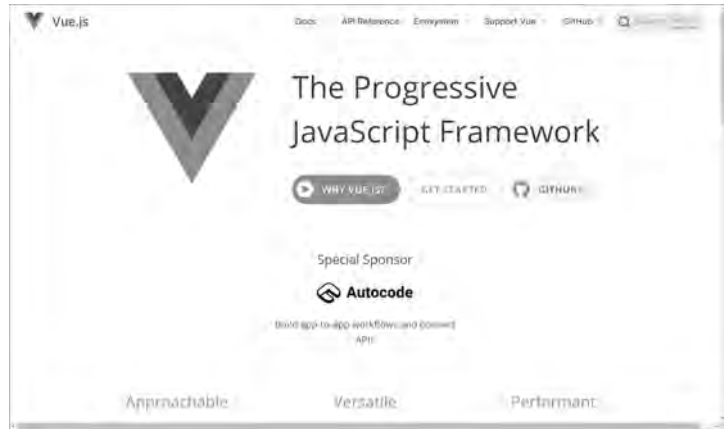 Vue.js
Docs API Reference Ecosystem Support Vue GitHub
The Progressive
JavaScript Framework
WHY VUE.JS? GET STARTED GITHUB
Special Sponsor
Autocode
Build app-to-app workflows and connect
APIs
Approachable Versatile Performant